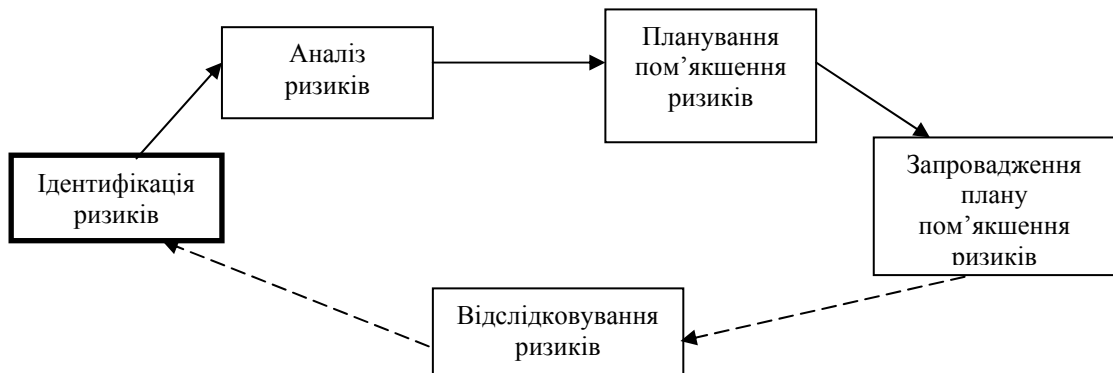 Аналіз
ризиків
Планування
пом’якшення
ризиків
Ідентифікація
ризиків
Запровадження
плану
пом’якшення
ризиків
Відслідковування
ризиків